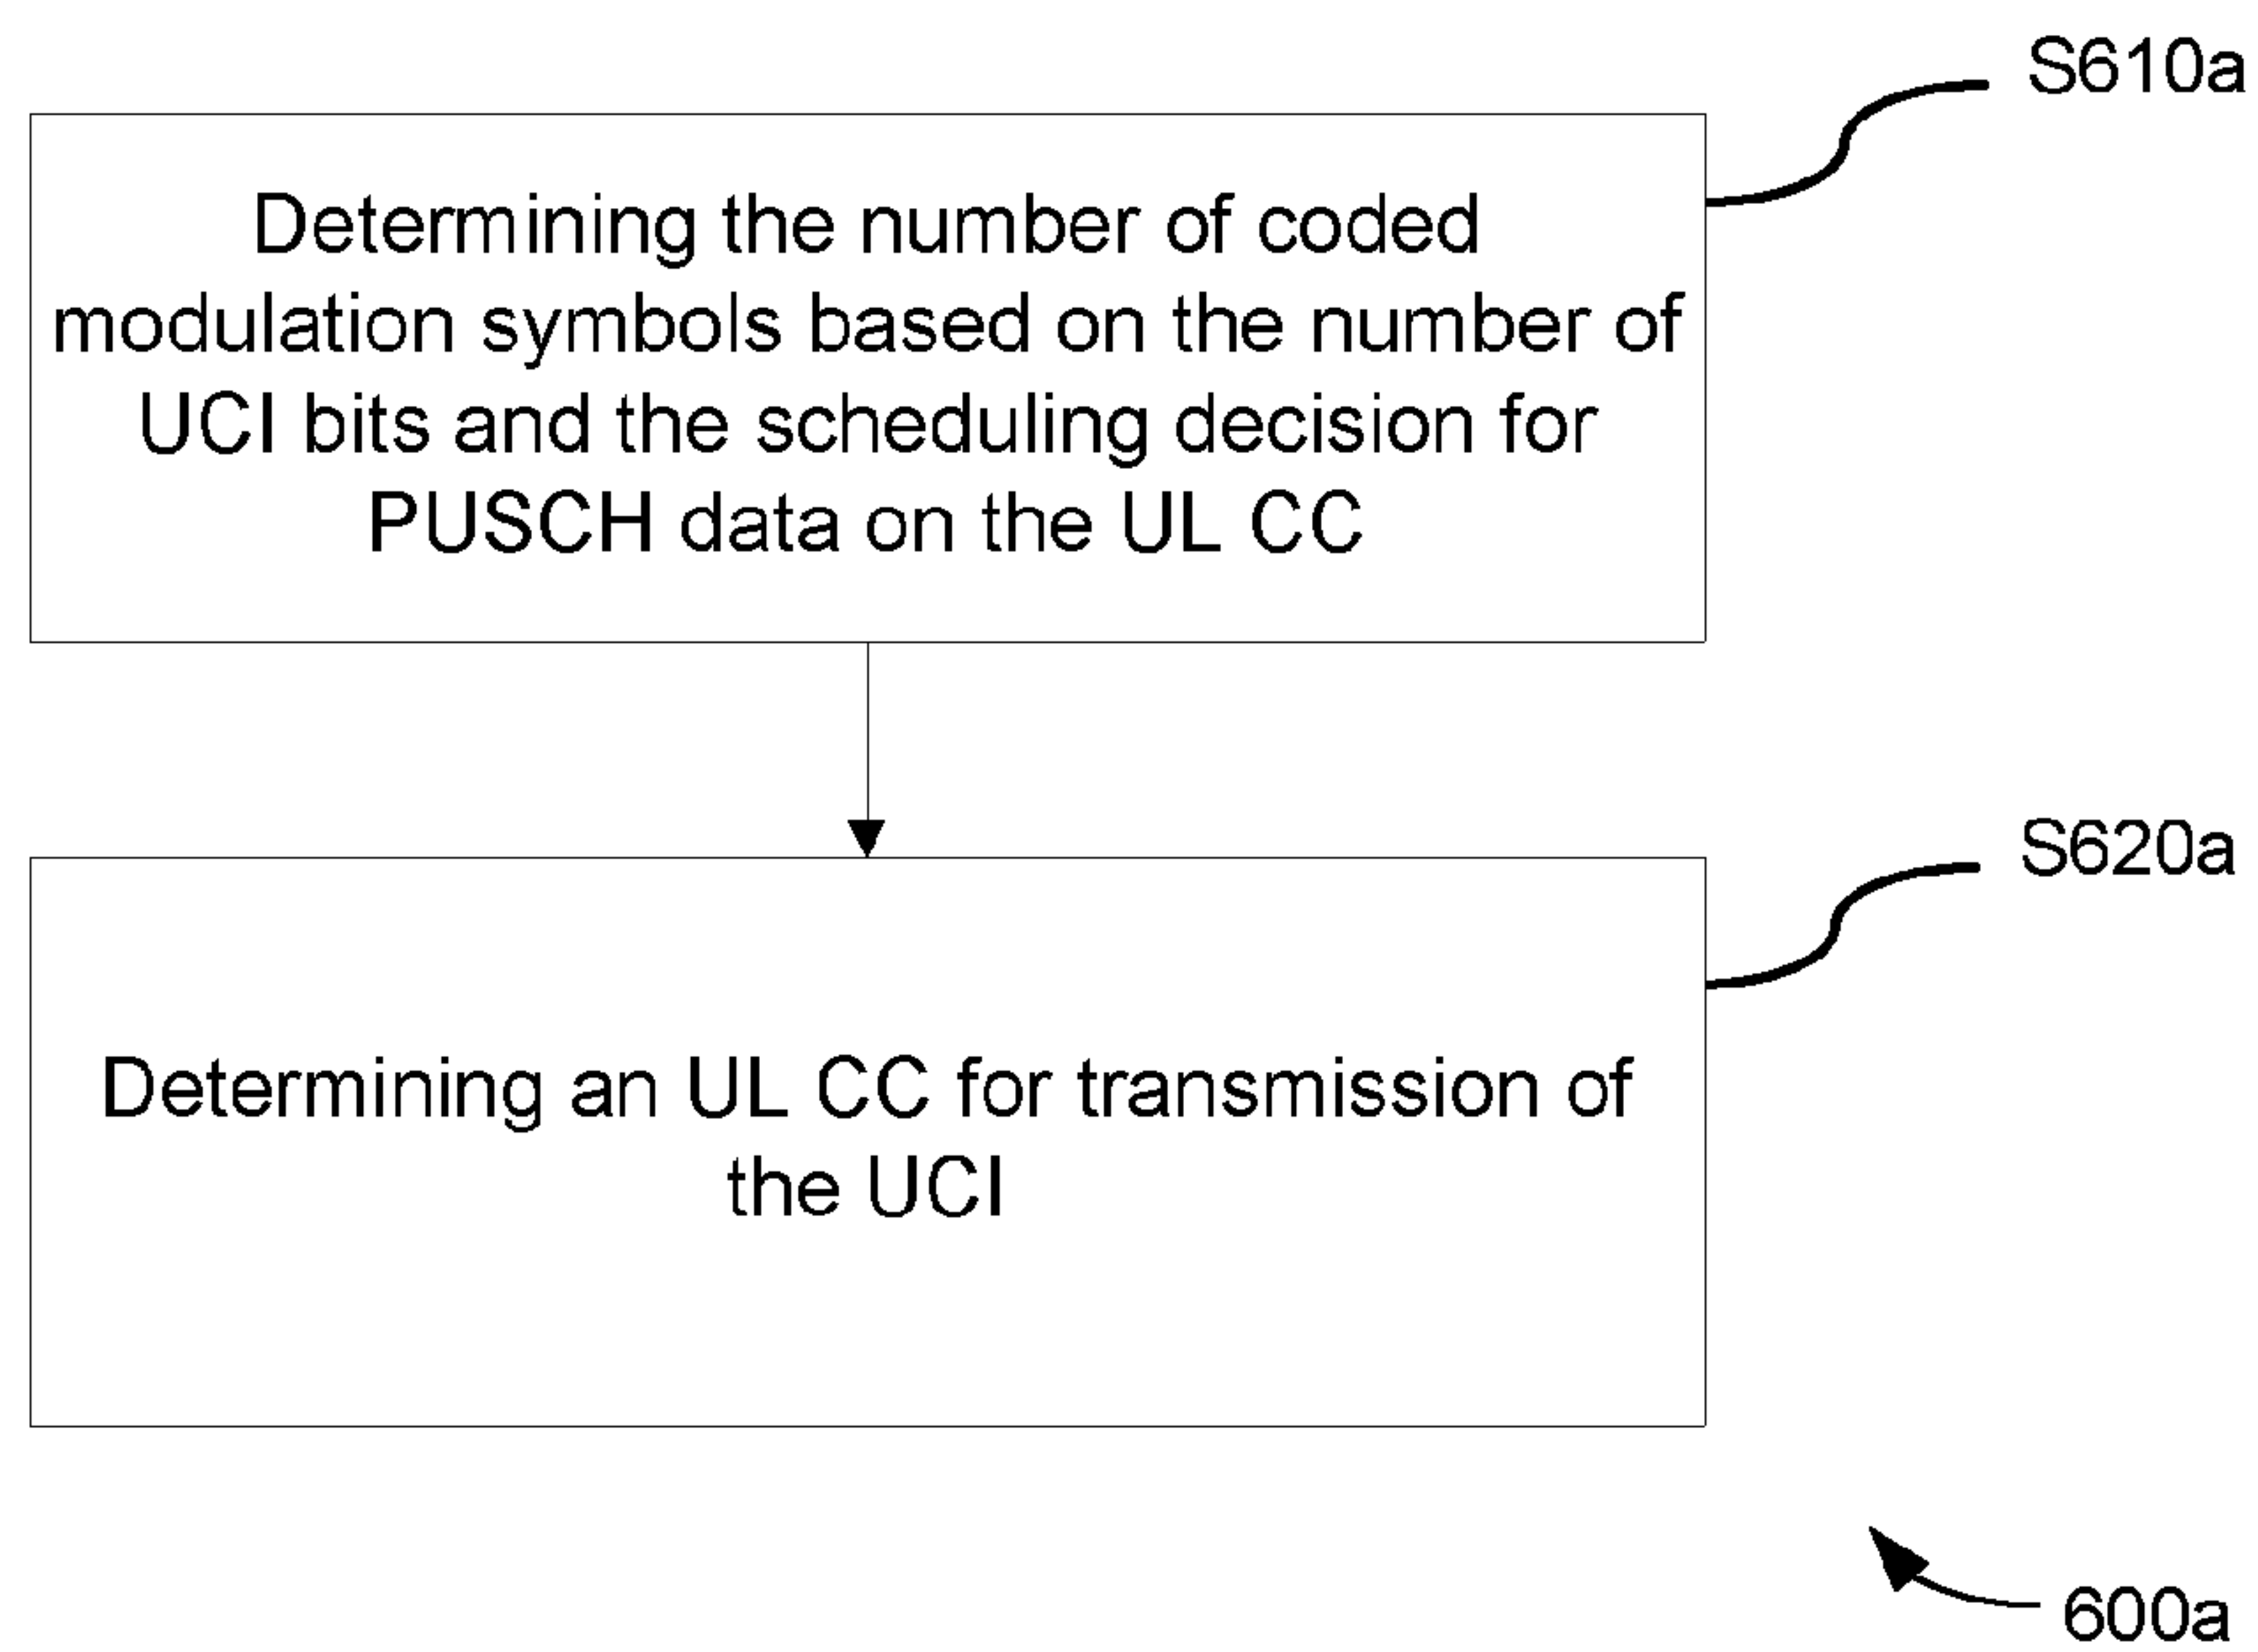 S610a
Determining the number of coded
modulation symbols based on the number of
UCI bits and the scheduling decision for
PUSCH data on the UL CC
S620a
Determining an UL CC for transmission of
the UCI
600a